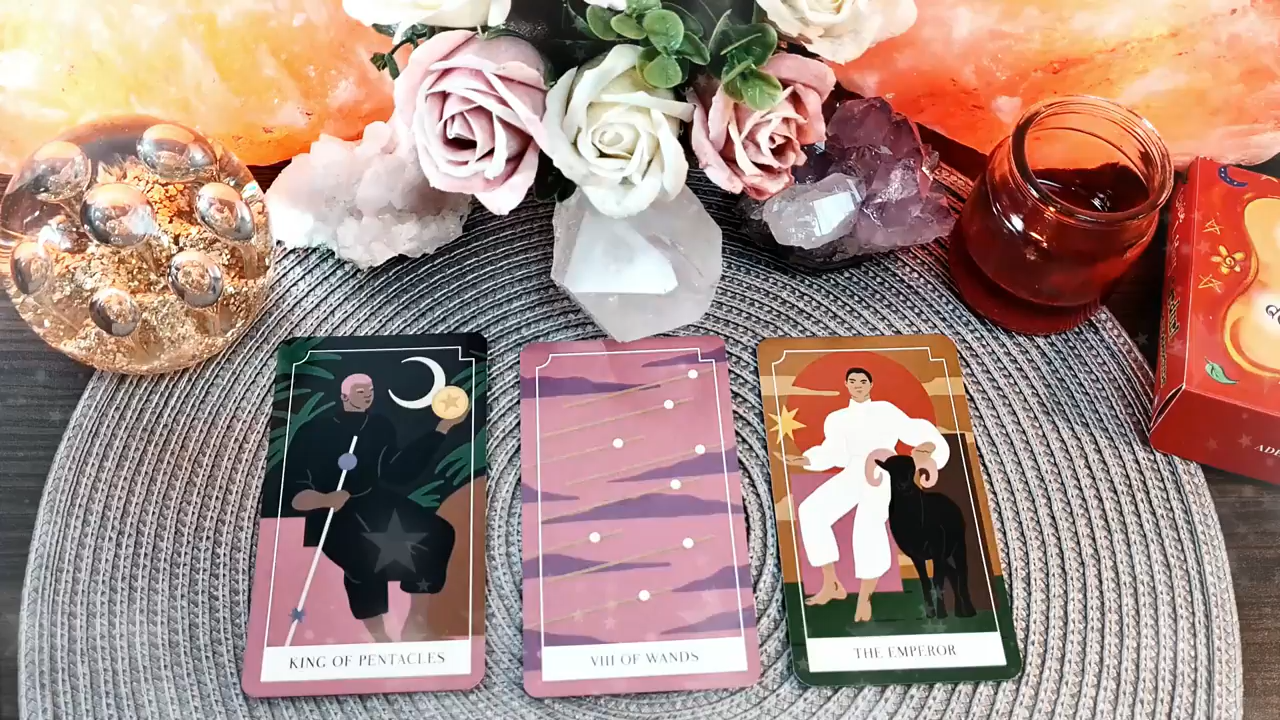 KING OF PENTACLES
VIII OF WANDS
THE EMPEROR